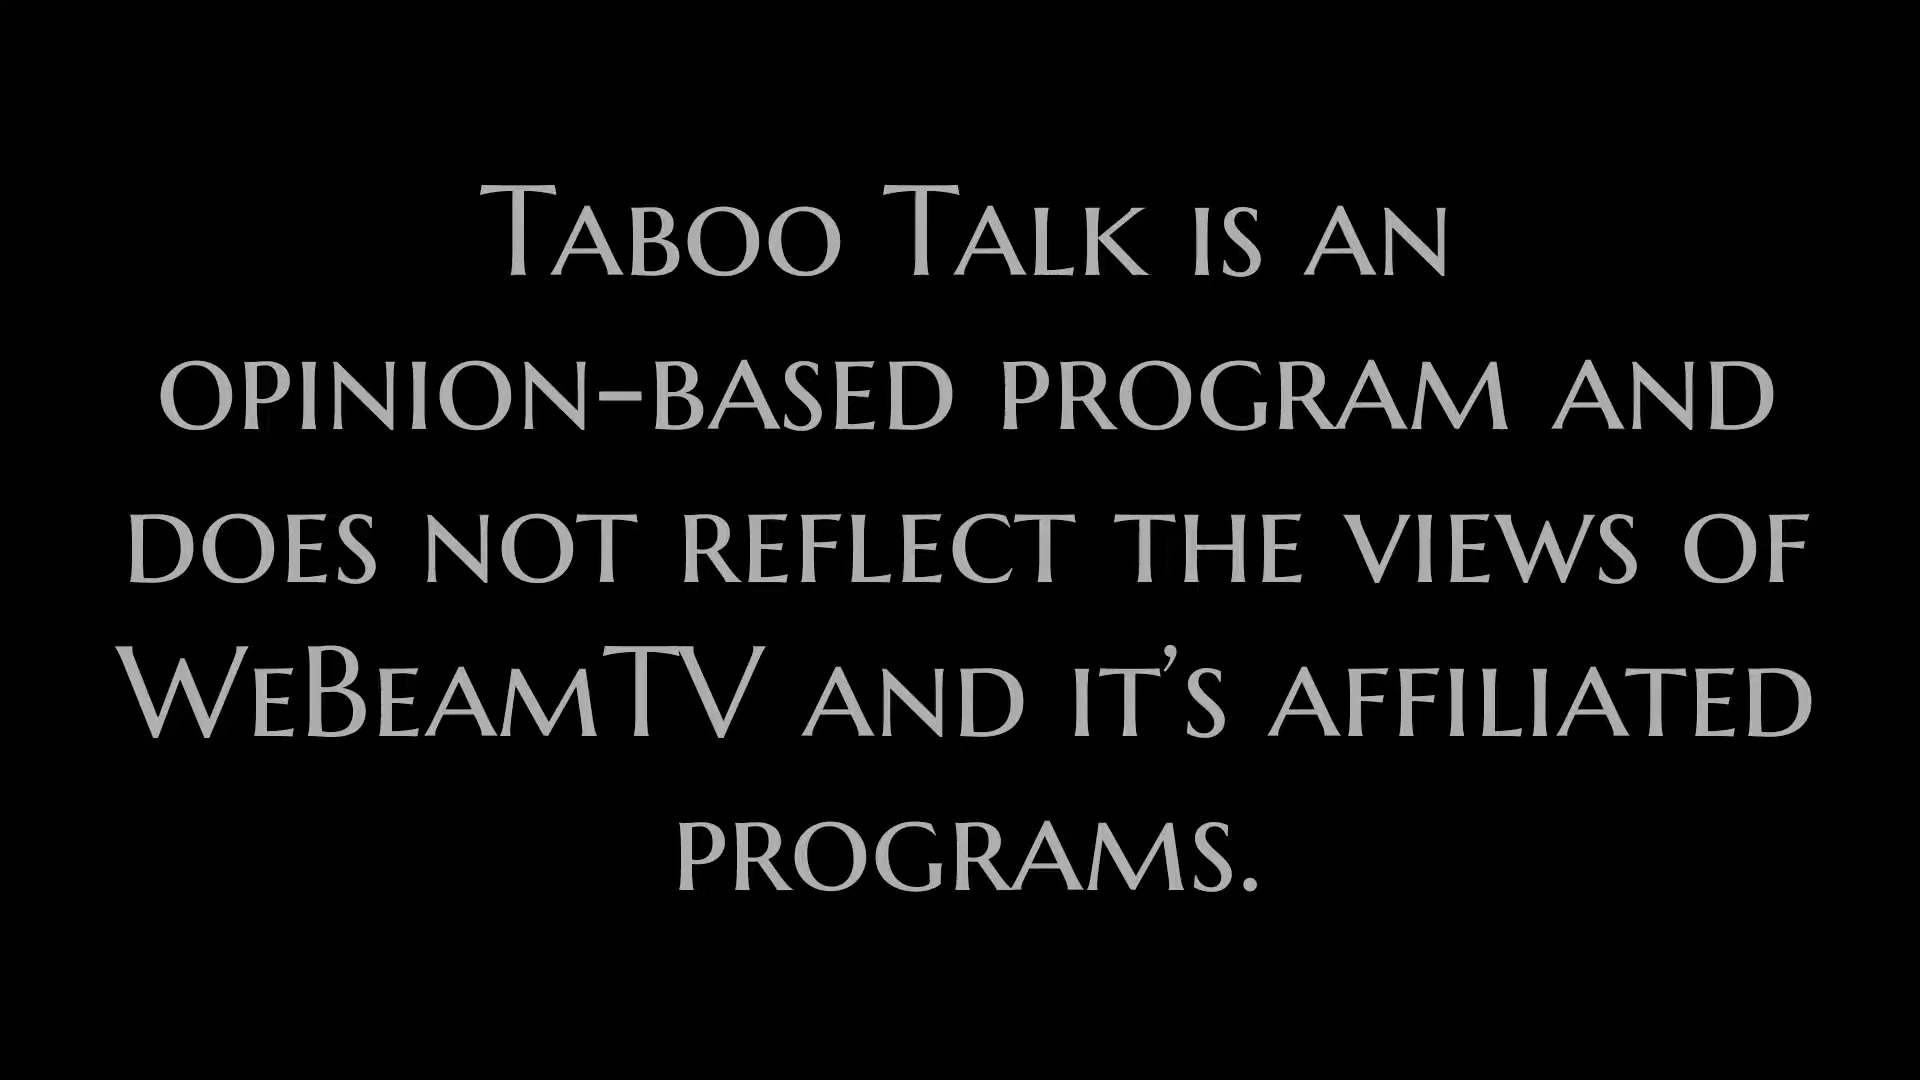 Taboo Talk is an
opinion-based program and
does not reflect the views of
WeBeamTV and it’s affiliated
programs.